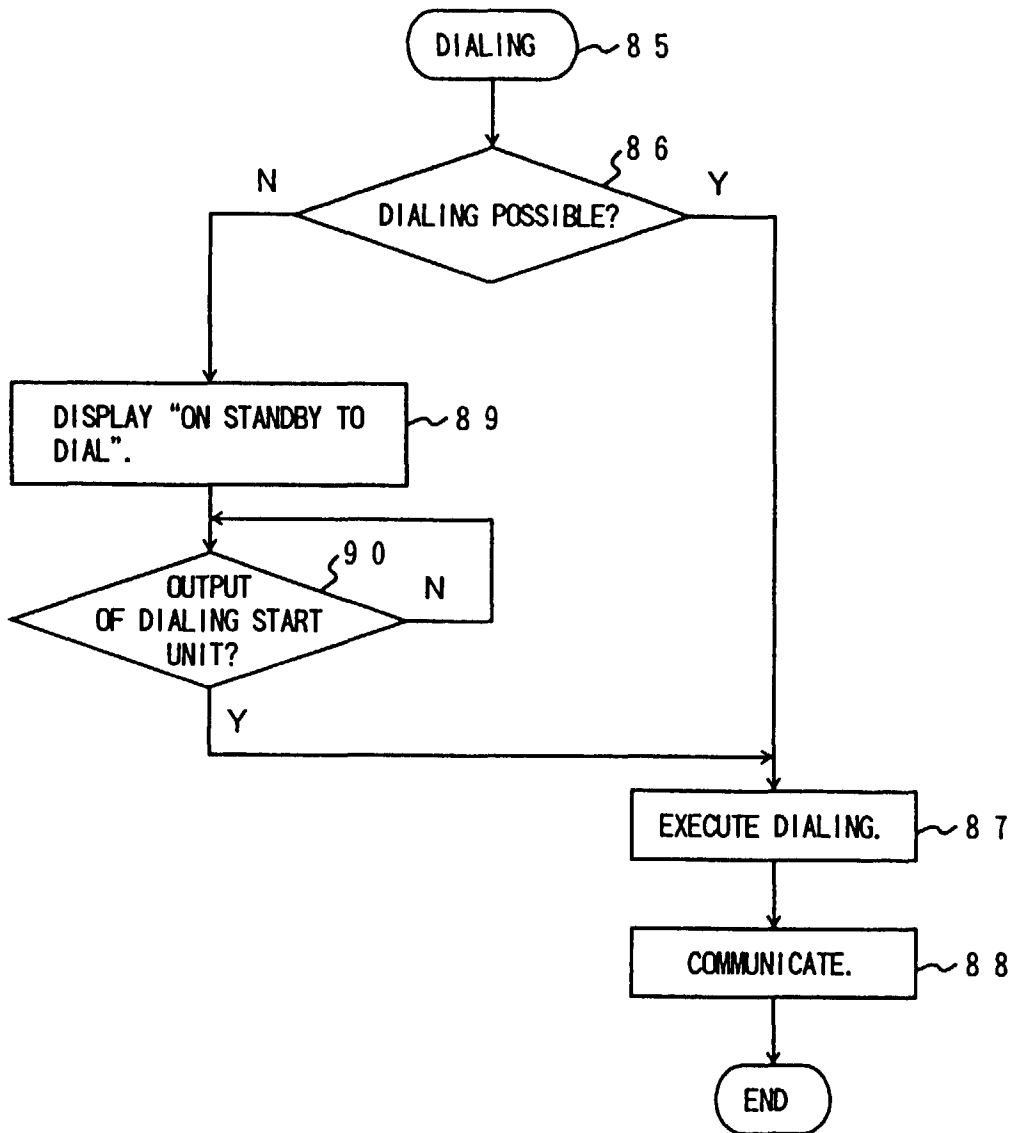 DIALING
85
86
N
Y
DIALING POSSIBLE?
DISPLAY “ON STANDBY TO
DIAL”.
89
90
OUTPUT
OF DIALING START
UNIT?
N
Y
EXECUTE DIALING.
87
COMMUNICATE.
88
END